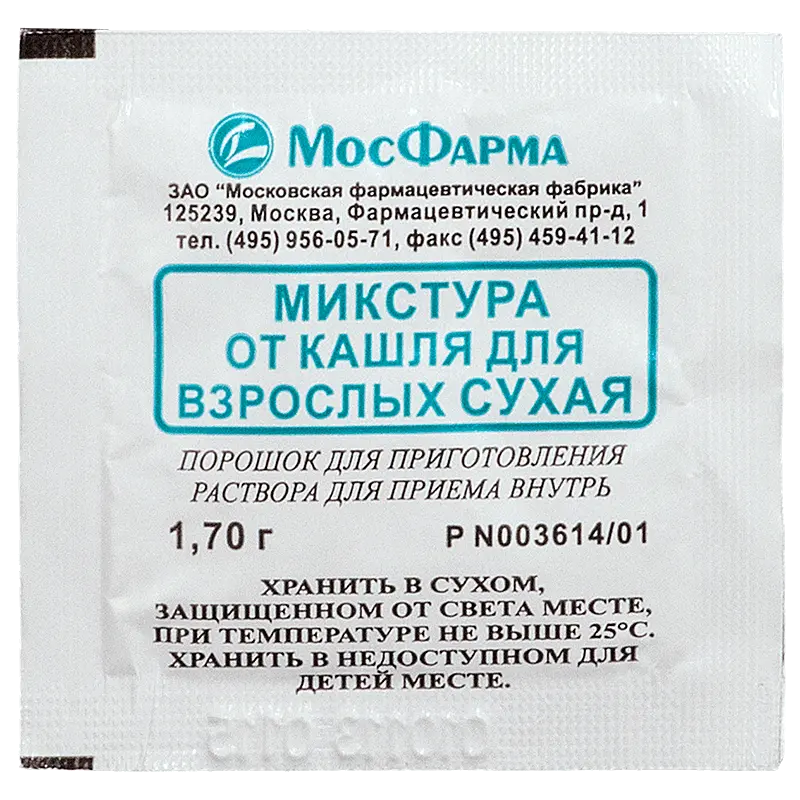 МОСФАРМА
ЗАО "Московская фармацевтическая фабрика"
125239, Москва, Фармацевтический пр-д, 1
тел. (495) 956-05-71, факс (495) 459-41-12
МИКСТУРА
ОТ КАШЛЯ ДЛЯ
ВЗРОСЛЫХ СУХАЯ
ПОРОШОК ДЛЯ ПРИГОТОВЛЕНИЯ
РАСТВОРА ДЛЯ ПРИЕМА ВНУТРЬ
1,70 г Р N003614/01
ХРАНИТЬ В СУХОМ,
ЗАЩИЩЕННОМ ОТ СВЕТА МЕСТЕ,
ПРИ ТЕМПЕРАТУРЕ НЕ ВЫШЕ 25°С.
ХРАНИТЬ В НЕДОСТУПНОМ ДЛЯ
ДЕТЕЙ МЕСТЕ.